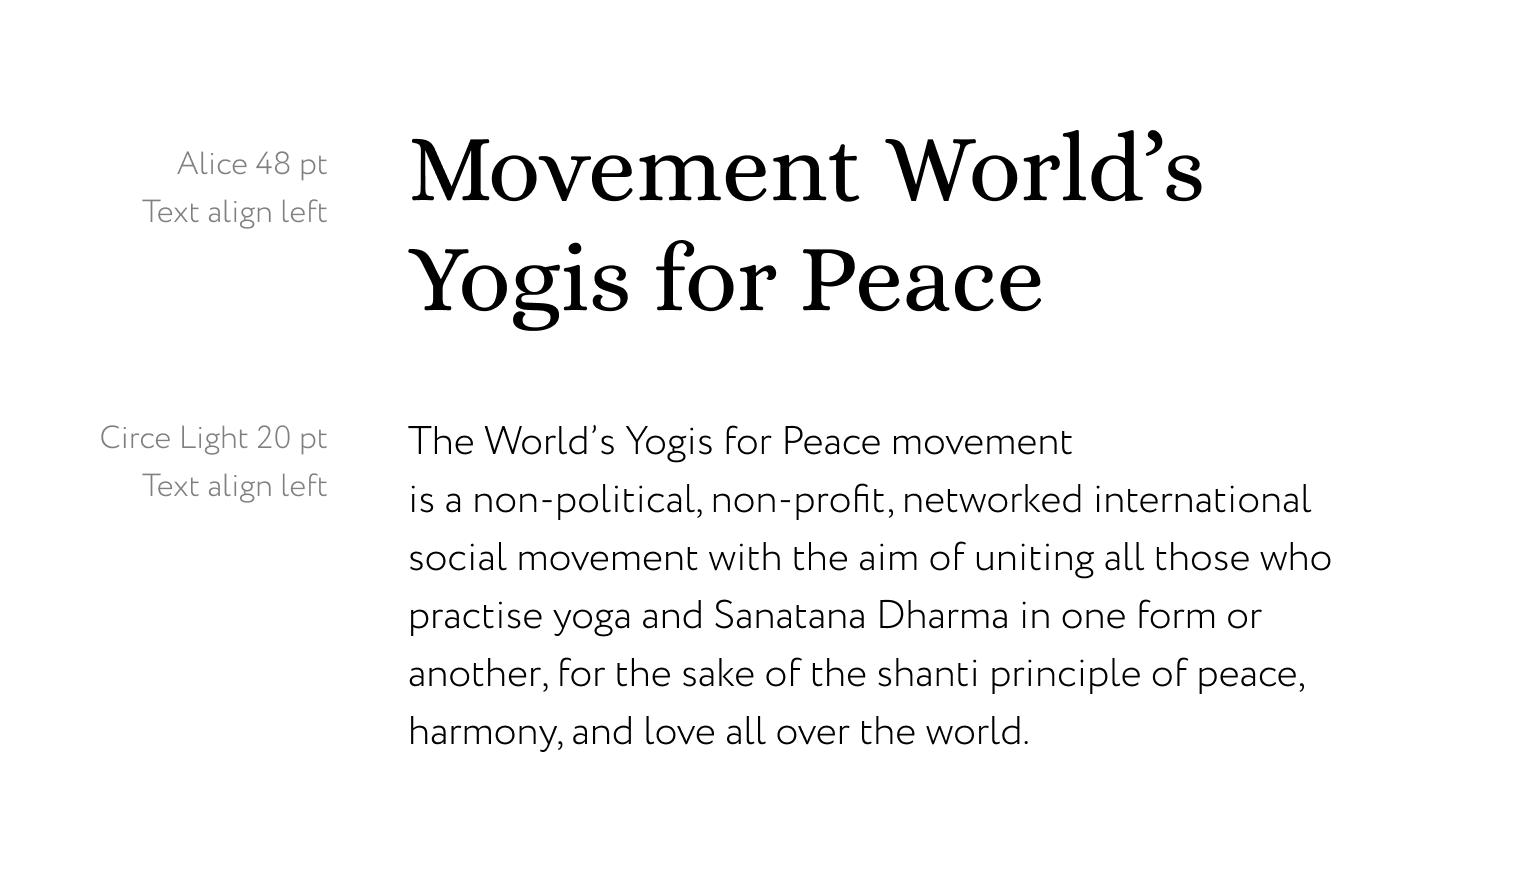 Alice 48 pt
Text align left
Movement World’s
Yogis for Peace
Circe Light 20 pt
Text align left
The World’s Yogis for Peace movement
is a non-political, non-profit, networked international
social movement with the aim of uniting all those who
practise yoga and Sanatana Dharma in one form or
another, for the sake of the shanti principle of peace,
harmony, and love all over the world.